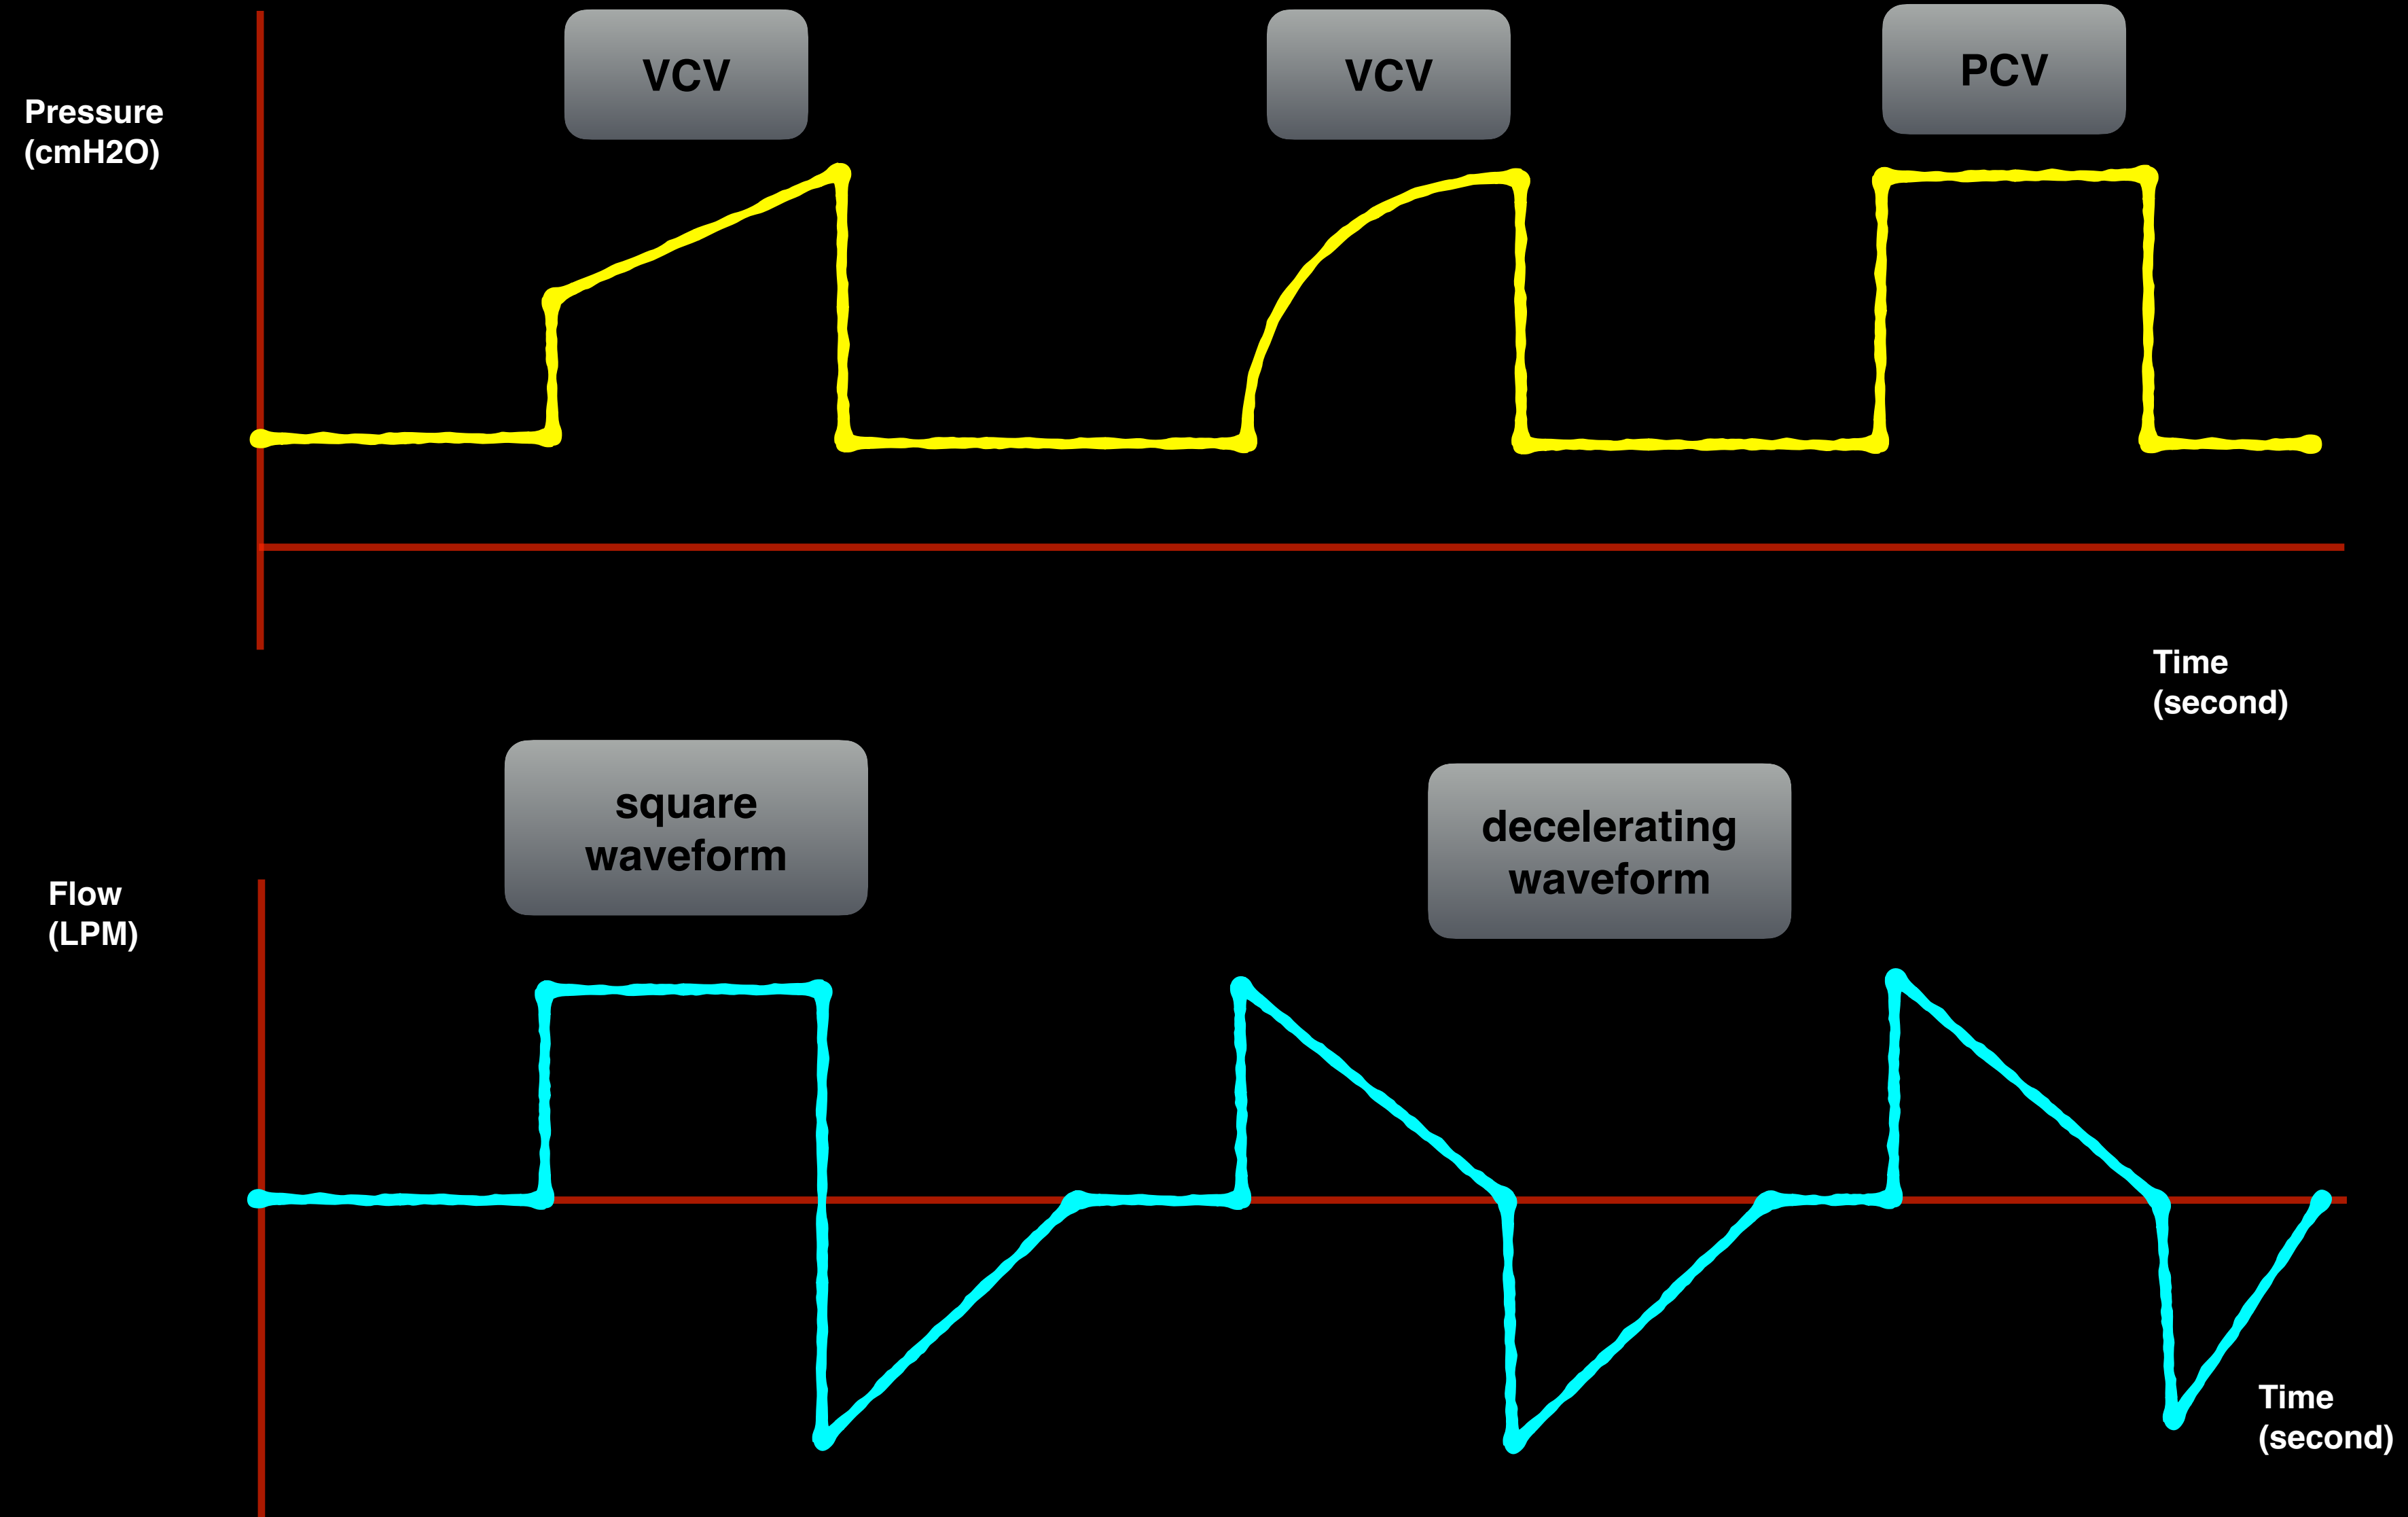 VCV
VCV
PCV
Pressure
(cmH2O)
Time
(second)
square
waveform
decelerating
waveform
Flow
(LPM)
Time
(second)